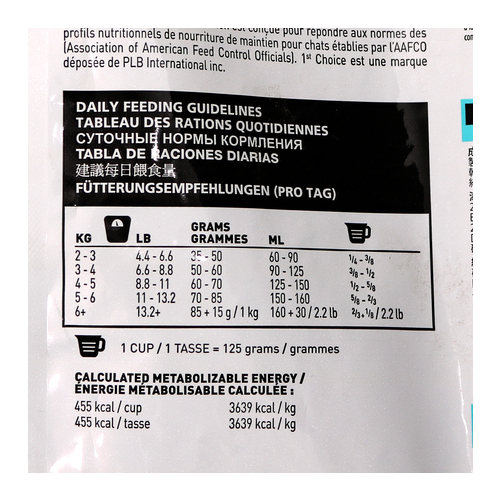 est conçue pour répondre aux normes des
profils nutritionnels de nourriture de maintien pour chats établies par l'AAFCO
(Association of American Feed Control Officials). 1st Choice est une marque
déposée de PLB International inc.
DAILY FEEDING GUIDELINES
TABLEAU DES RATIONS QUOTIDIENNES
СУТОЧНЫЕ НОРМЫ КОРМЛЕНИЯ
TABLA DE RACIONES DIARIAS
建議每日餵食量
FÜTTERUNGSEMPFEHLUNGEN (PRO TAG)
KG LB GRAMS GRAMMES ML
2 - 3 4.4 - 6.6 35 - 50 60 - 90 1/4 - 3/8
3 - 4 6.6 - 8.8 50 - 60 90 - 125 3/8 - 1/2
4 - 5 8.8 - 11 60 - 70 125 - 150 1/2 - 5/8
5 - 6 11 - 13.2 70 - 85 150 - 160 5/8 - 2/3
6+ 13.2+ 85 + 15 g / 1 kg 160 + 30 / 2.2 lb 2/3 + 1/8 / 2.2 lb
1 CUP / 1 TASSE = 125 grams / grammes
CALCULATED METABOLIZABLE ENERGY /
ÉNERGIE MÉTABOLISABLE CALCULÉE :
455 kcal / cup 3639 kcal / kg
455 kcal / tasse 3639 kcal / kg